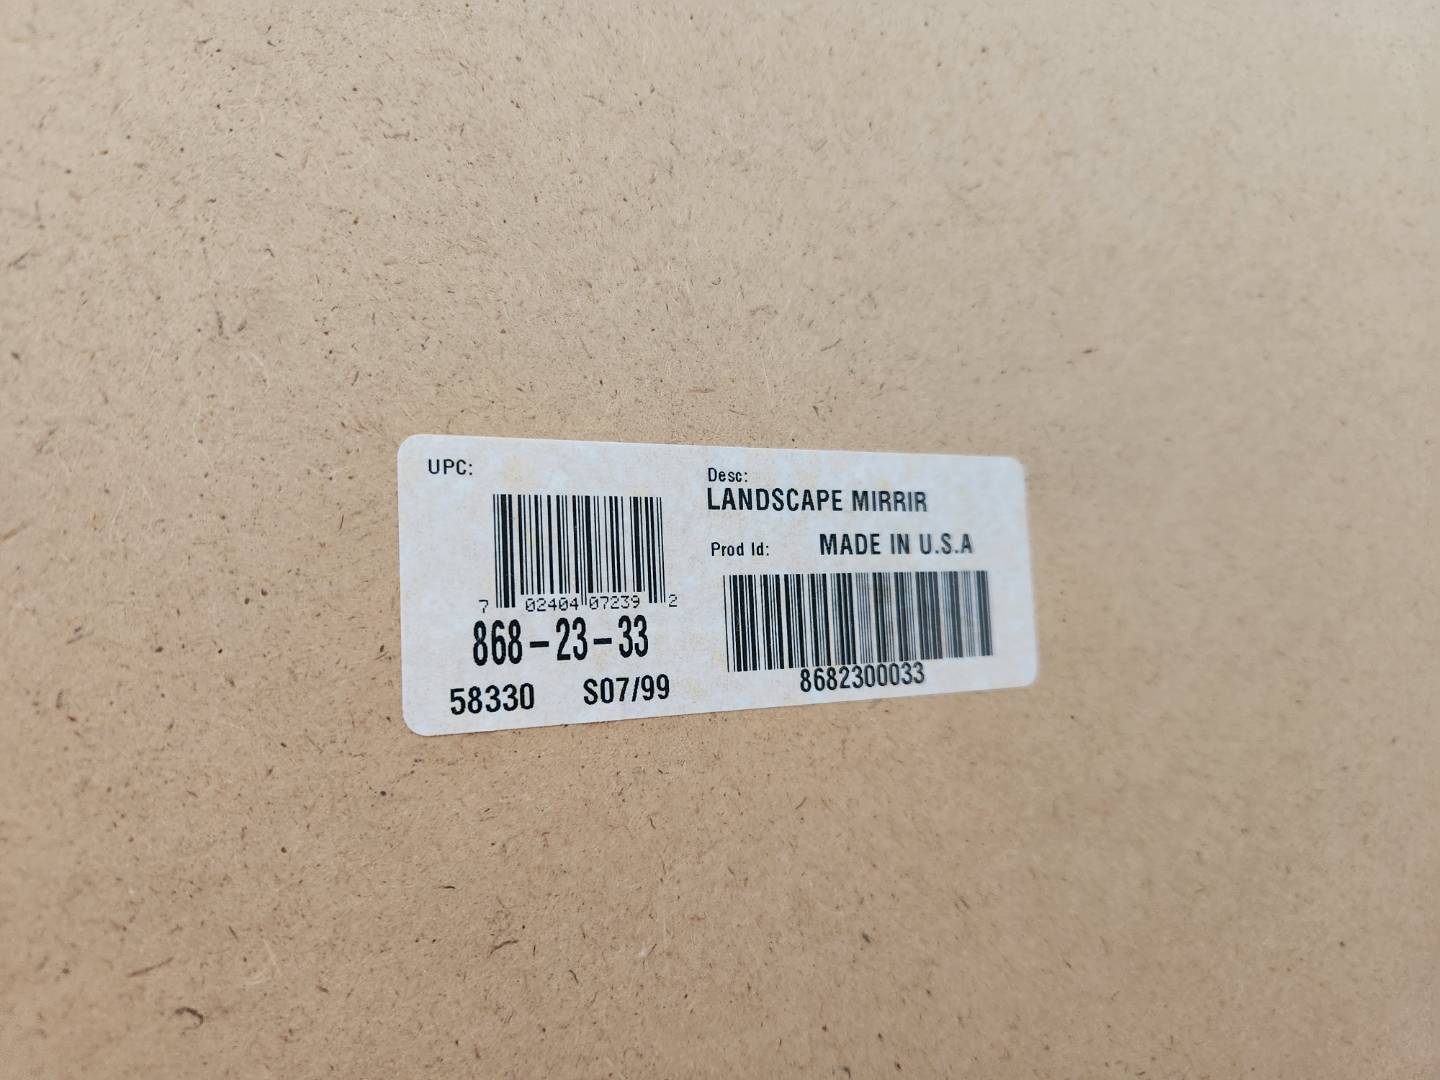 UPC:
7 02404 07239 2
868-23-33
58330 S07/99
Desc:
LANDSCAPE MIRRIR
Prod Id: MADE IN U.S.A
8682300033